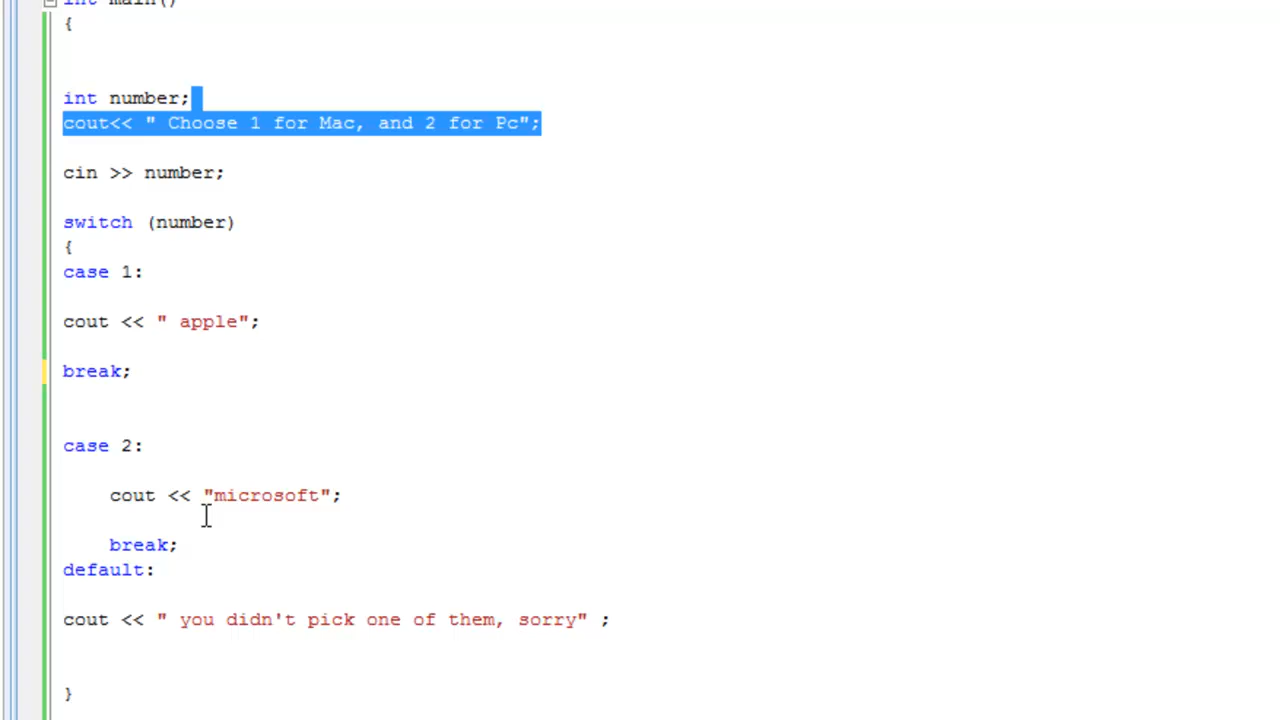 int main()
{
int number;
cout<< " Choose 1 for Mac, and 2 for Pc";
cin >> number;
switch (number)
{
case 1:
cout << " apple";
break;
case 2:
cout << "microsoft";
break;
default:
cout << " you didn't pick one of them, sorry" ;
}